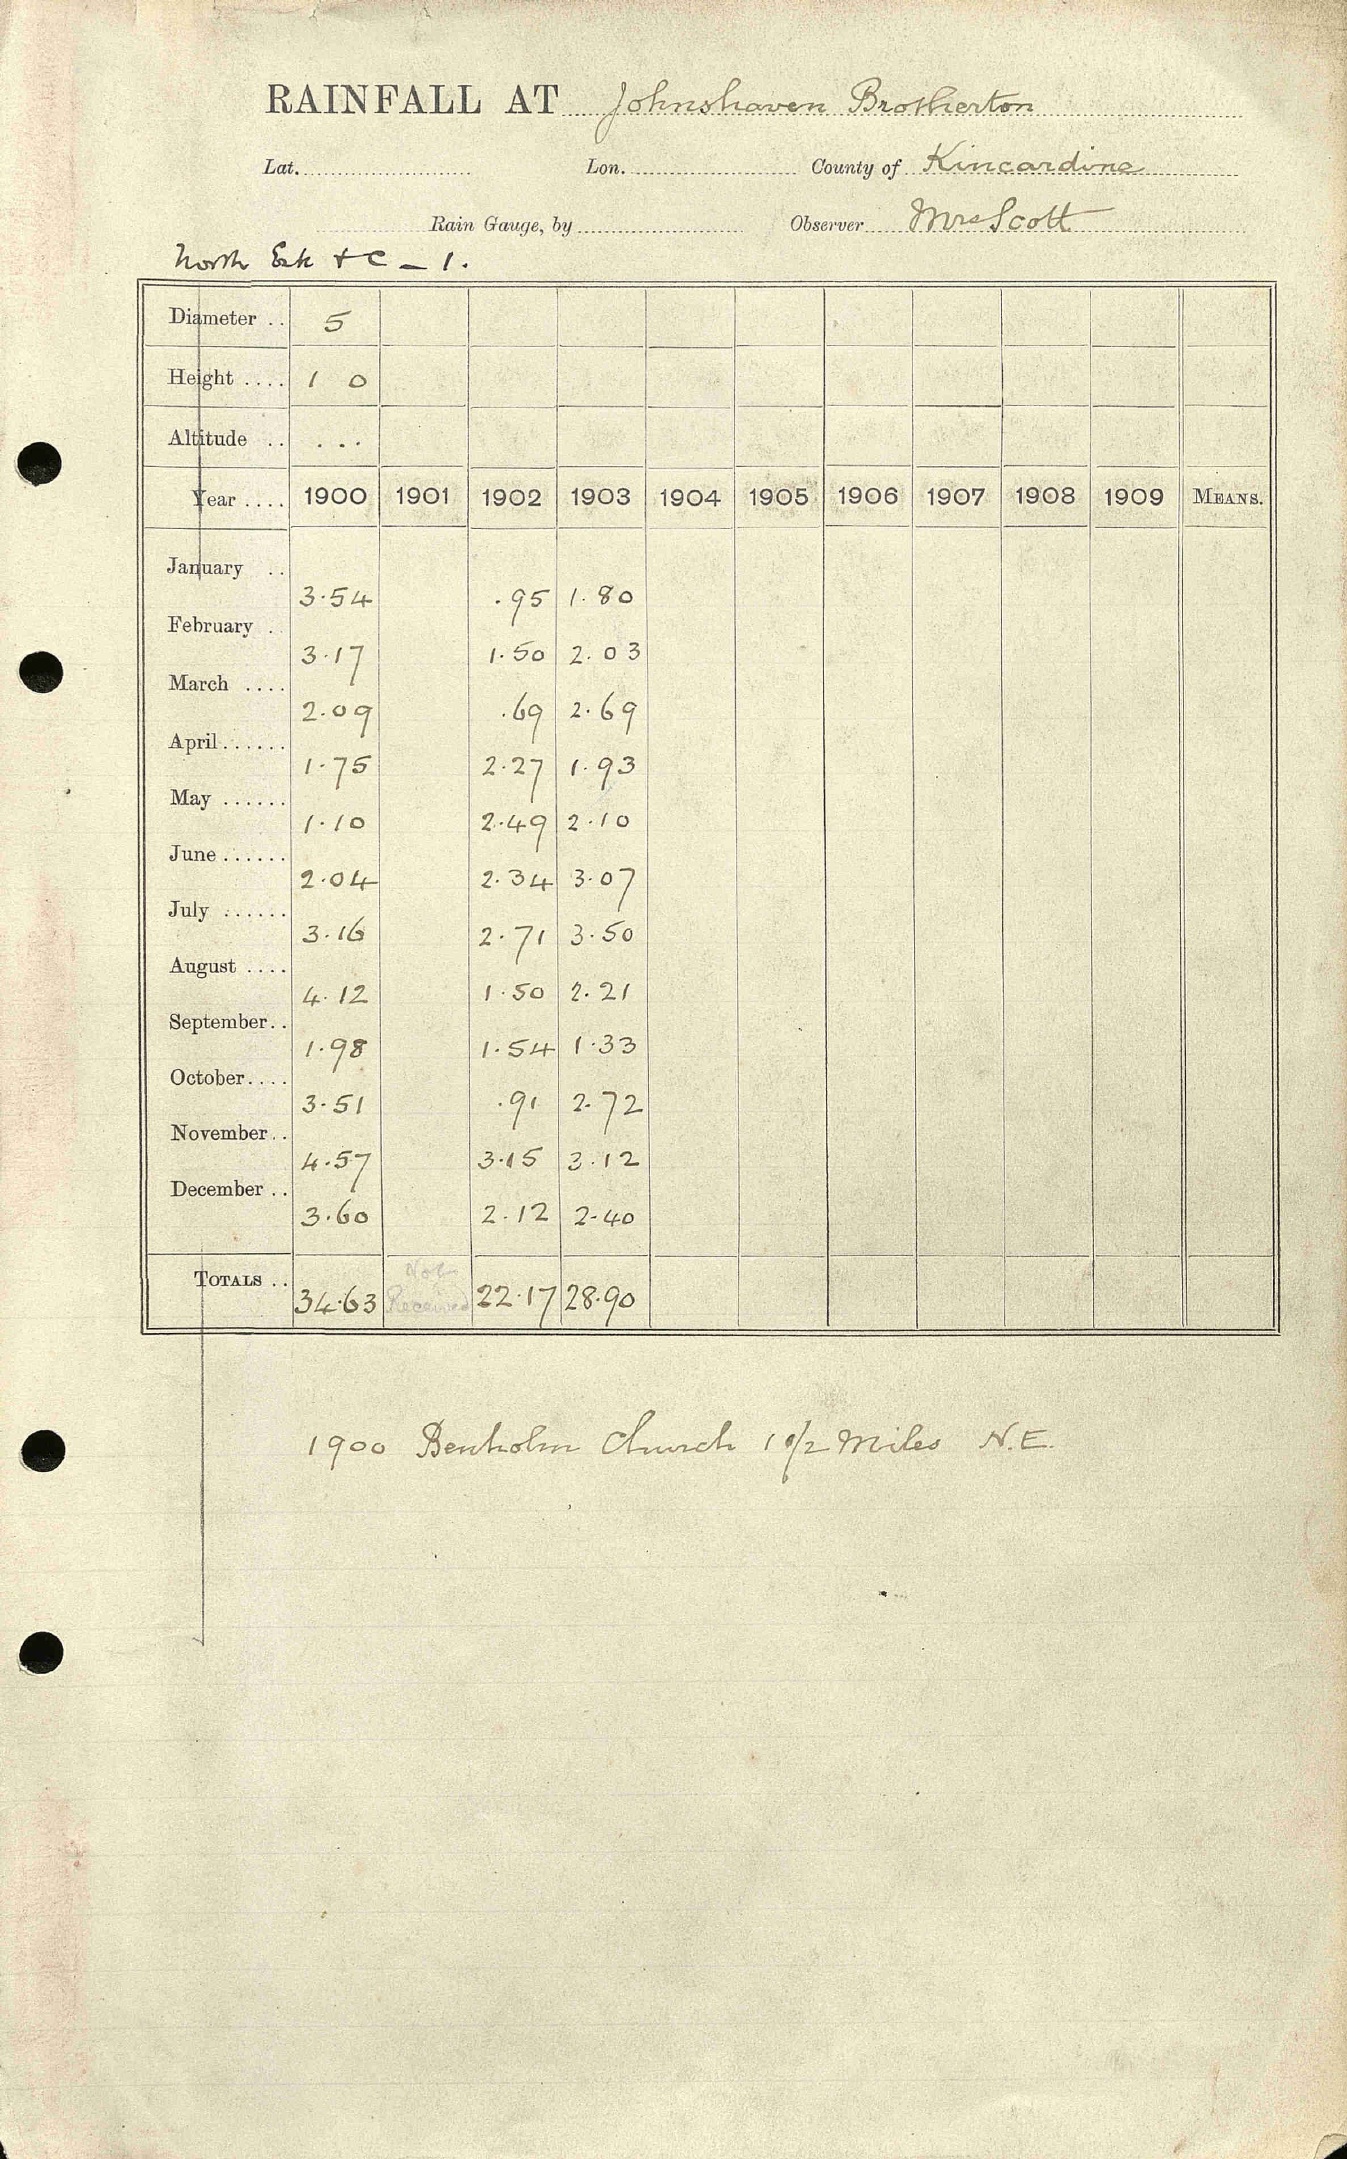 RAINFALL AT Johnshaven Brotherton
Lat. Lon. County of Kincardine
Rain Gauge, by Observer Mrs Scott
North Esk & C – 1.
Diameter .. 5
Height .... 1 0
Altitude .. ...
Year .... 1900 1901 1902 1903 1904 1905 1906 1907 1908 1909 MEANS.
January .. 3.54 .95 1.80
February . 3.17 1.50 2.03
March .... 2.09 .69 2.69
April...... 1.75 2.27 1.93
May ...... 1.10 2.49 2.10
June...... 2.04 2.34 3.07
July ...... 3.16 2.71 3.50
August .... 4.12 1.50 2.21
September.. 1.98 1.54 1.33
October.... 3.51 .91 2.72
November.. 4.57 3.15 3.12
December .. 3.60 2.12 2.40
TOTALS .. 34.63 Not Received 22.17 28.90
1900 Benholm Church 1 1/2 Miles N.E.